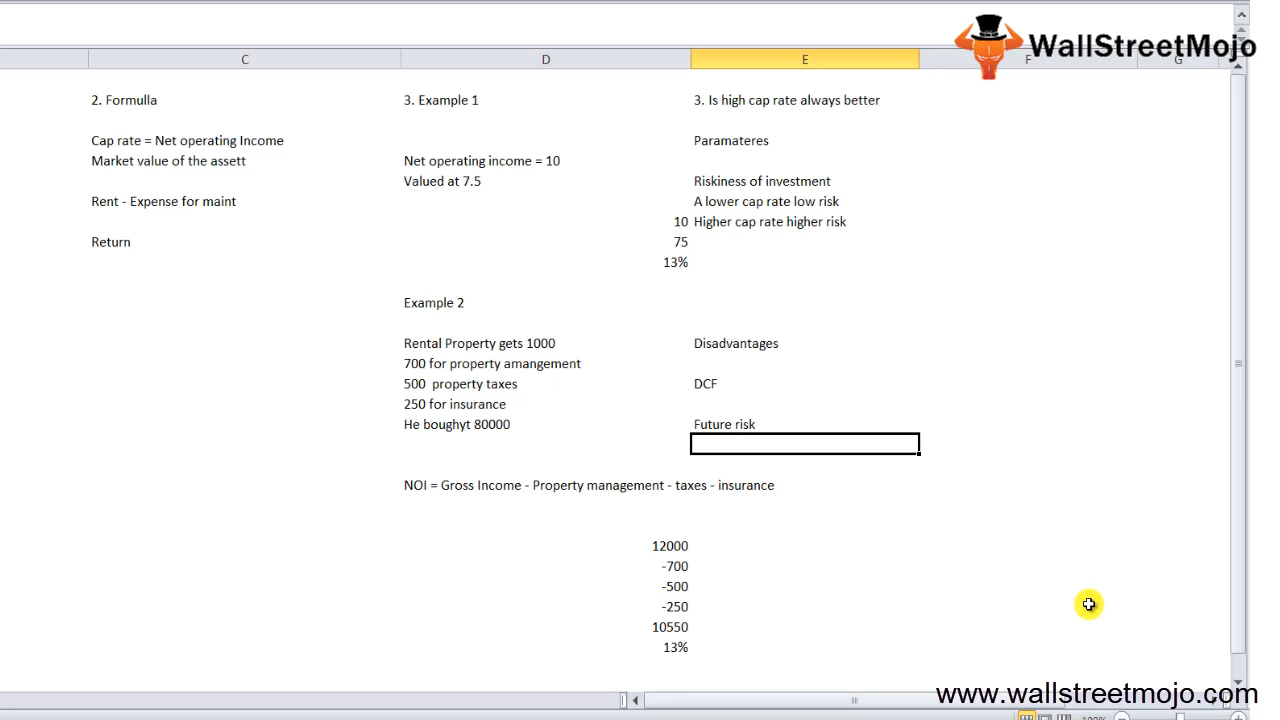 WallStreetMojo
C
D
E
F
G
2. Formulla
Cap rate = Net operating Income
Market value of the assett
Rent - Expense for maint
Return
3. Example 1
Net operating income = 10
Valued at 7.5
10
75
13%
Example 2
Rental Property gets 1000
700 for property amangement
500  property taxes
250 for insurance
He boughyt 80000
NOI = Gross Income - Property management - taxes - insurance
12000
-700
-500
-250
10550
13%
3. Is high cap rate always better
Paramateres
Riskiness of investment
A lower cap rate low risk
Higher cap rate higher risk
Disadvantages
DCF
Future risk
www.wallstreetmojo.com